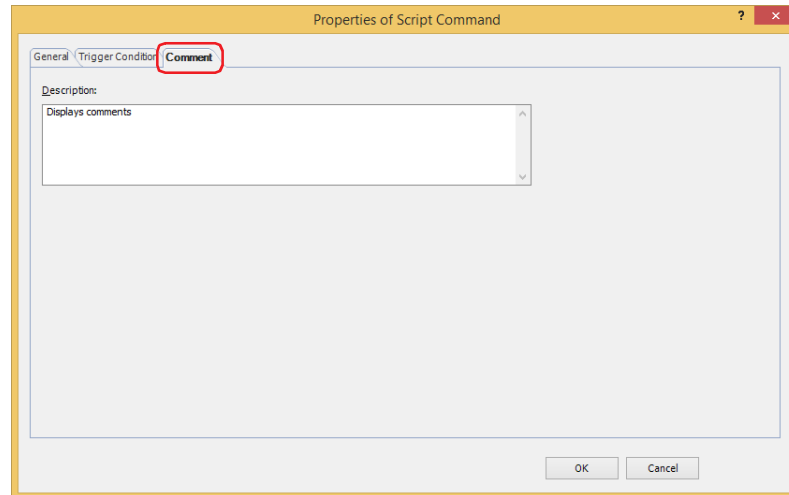 Properties of Script Command ? ×
General Trigger Condition Comment
Description:
Displays comments
OK Cancel